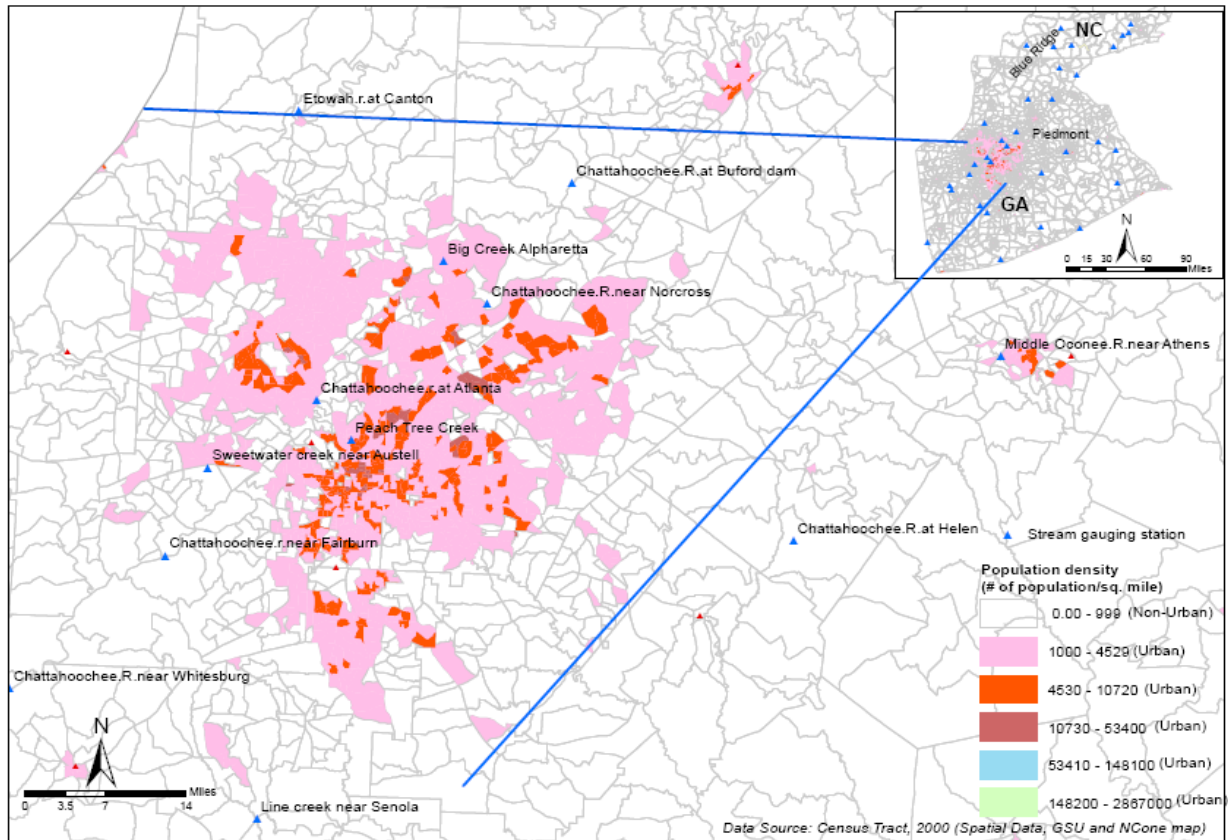 NC
Blue Ridge
Piedmont
GA
N
0 15 30 60 90
Miles
Etowah.r.at Canton
Chattahoochee.R.at Buford dam
Big Creek Alpharetta
Chattahoochee.R.near Norcross
Middle Oconee.R.near Athens
Chattahoochee.r.at Atlanta
Peach Tree Creek
Sweetwater creek near Austell
Chattahoochee.r.near Fairburn
Chattahoochee.R.at Helen
Stream gauging station
Population density
(# of population/sq. mile)
0.00 - 999 (Non-Urban)
1000 - 4529 (Urban)
4530 - 10720 (Urban)
10730 - 53400 (Urban)
53410 - 148100 (Urban)
148200 - 2867000 (Urban)
Chattahoochee.R.near Whitesburg
N
Miles
0 3.5 7 14
Line creek near Senola
Data Source: Census Tract, 2000 (Spatial Data, GSU and NCone map)